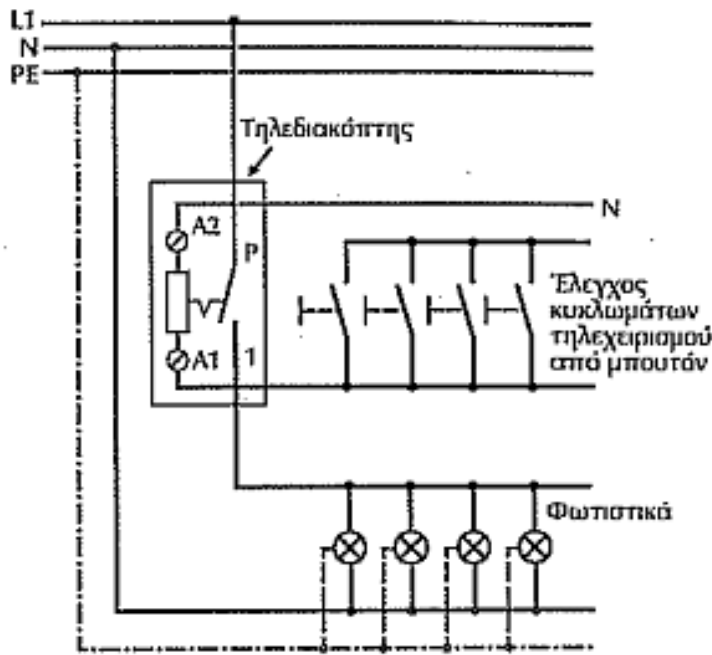 L1
N
PE
Τηλεδιακόπτης
N
A2
P
Έλεγχος
κυκλωμάτων
τηλεχειρισμού
από μπουτόν
A1
1
Φωτιστικά